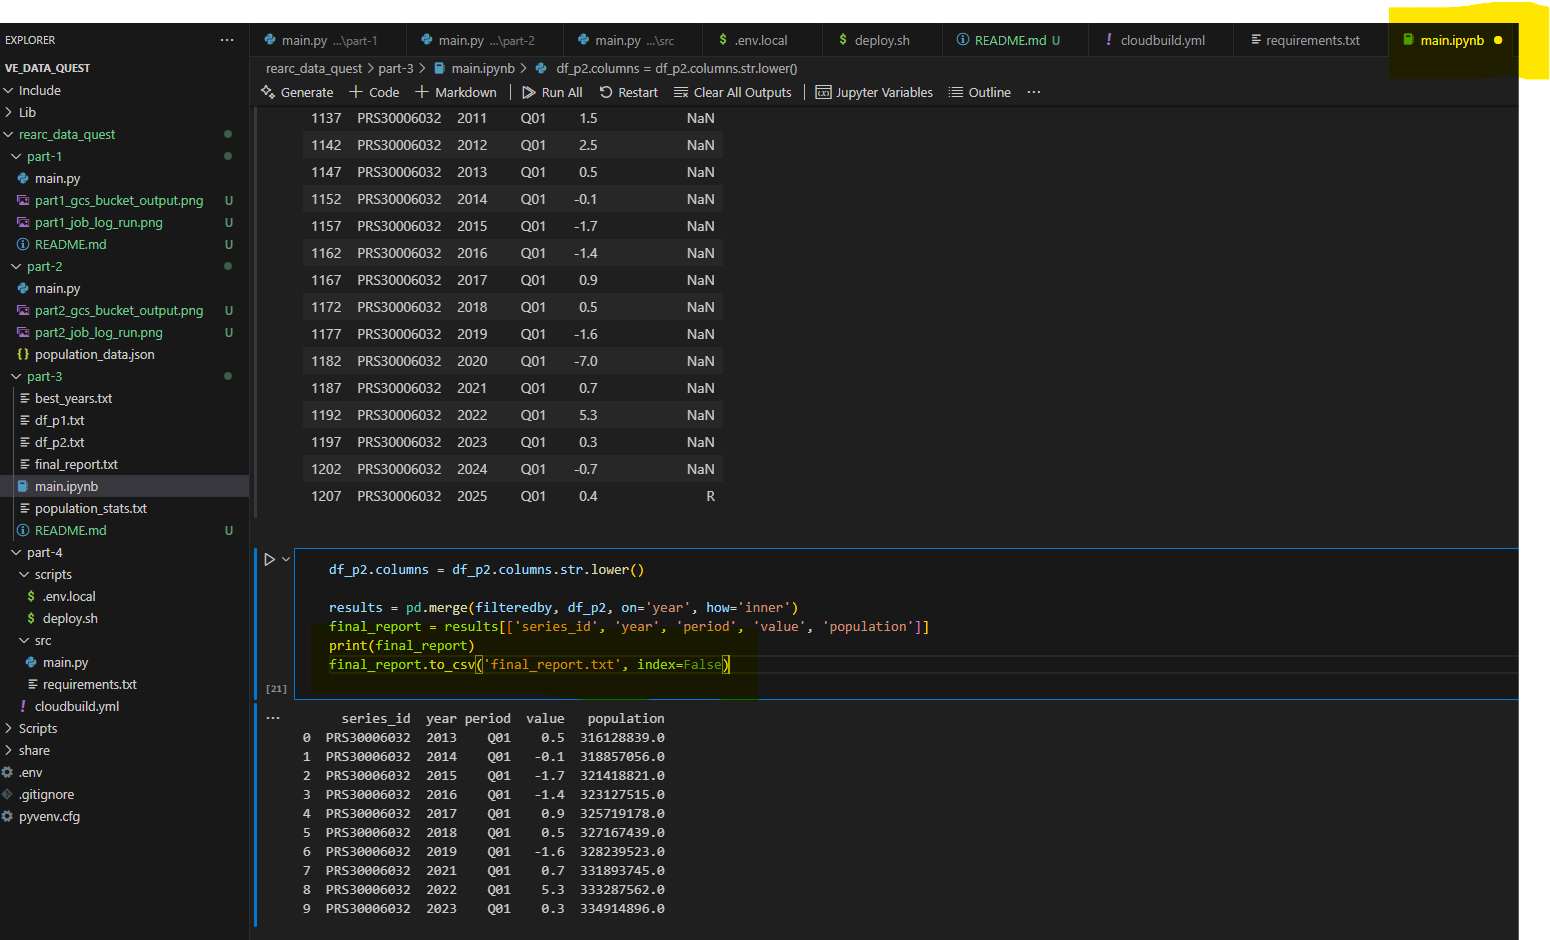 EXPLORER ...
main.py ...\part-1 main.py ...\part-2 main.py ...\src $ .env.local $ deploy.sh README.md U ! cloudbuild.yml requirements.txt main.ipynb
VE_DATA_QUEST
Include
Lib
rearc_data_quest
part-1
main.py
part1_gcs_bucket_output.png U
part1_job_log_run.png U
README.md U
part-2
main.py
part2_gcs_bucket_output.png U
part2_job_log_run.png U
{} population_data.json
part-3
best_years.txt
df_p1.txt
df_p2.txt
final_report.txt
main.ipynb
population_stats.txt
README.md U
part-4
scripts
$ .env.local
$ deploy.sh
src
main.py
requirements.txt
! cloudbuild.yml
Scripts
share
.env
.gitignore
pyvenv.cfg
rearc_data_quest > part-3 > main.ipynb > df_p2.columns = df_p2.columns.str.lower()
Generate + Code + Markdown | Run All Restart Clear All Outputs | Jupyter Variables Outline ...
1137 PRS30006032 2011 Q01 1.5 NaN
1142 PRS30006032 2012 Q01 2.5 NaN
1147 PRS30006032 2013 Q01 0.5 NaN
1152 PRS30006032 2014 Q01 -0.1 NaN
1157 PRS30006032 2015 Q01 -1.7 NaN
1162 PRS30006032 2016 Q01 -1.4 NaN
1167 PRS30006032 2017 Q01 0.9 NaN
1172 PRS30006032 2018 Q01 0.5 NaN
1177 PRS30006032 2019 Q01 -1.6 NaN
1182 PRS30006032 2020 Q01 -7.0 NaN
1187 PRS30006032 2021 Q01 0.7 NaN
1192 PRS30006032 2022 Q01 5.3 NaN
1197 PRS30006032 2023 Q01 0.3 NaN
1202 PRS30006032 2024 Q01 -0.7 NaN
1207 PRS30006032 2025 Q01 0.4 R
df_p2.columns = df_p2.columns.str.lower()
results = pd.merge(filteredby, df_p2, on='year', how='inner')
final_report = results[['series_id', 'year', 'period', 'value', 'population']]
print(final_report)
final_report.to_csv('final_report.txt', index=False)
[21]
... series_id year period value population
0 PRS30006032 2013 Q01 0.5 316128839.0
1 PRS30006032 2014 Q01 -0.1 318857056.0
2 PRS30006032 2015 Q01 -1.7 321418821.0
3 PRS30006032 2016 Q01 -1.4 323127515.0
4 PRS30006032 2017 Q01 0.9 325719178.0
5 PRS30006032 2018 Q01 0.5 327167439.0
6 PRS30006032 2019 Q01 -1.6 328239523.0
7 PRS30006032 2021 Q01 0.7 331893745.0
8 PRS30006032 2022 Q01 5.3 333287562.0
9 PRS30006032 2023 Q01 0.3 334914896.0